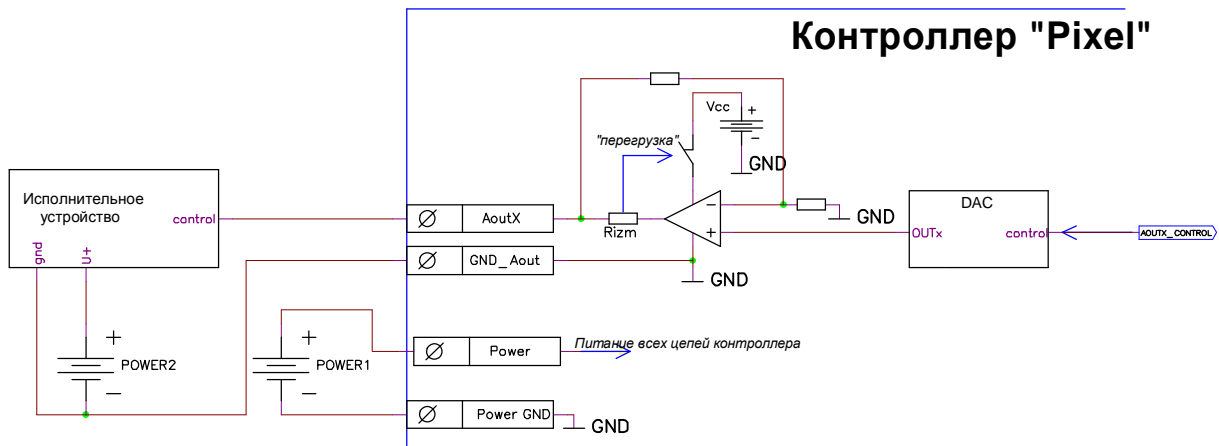 Контроллер "Pixel"
Vcc
+
−
"перегрузка"
GND
Исполнительное
устройство
control
gnd
U+
AoutX
Rizm
−
+
GND
DAC
OUTx
control
AOUTX_CONTROL
GND_Aout
GND
+
POWER2
−
+
POWER1
−
Power
Питание всех цепей контроллера
Power GND
GND